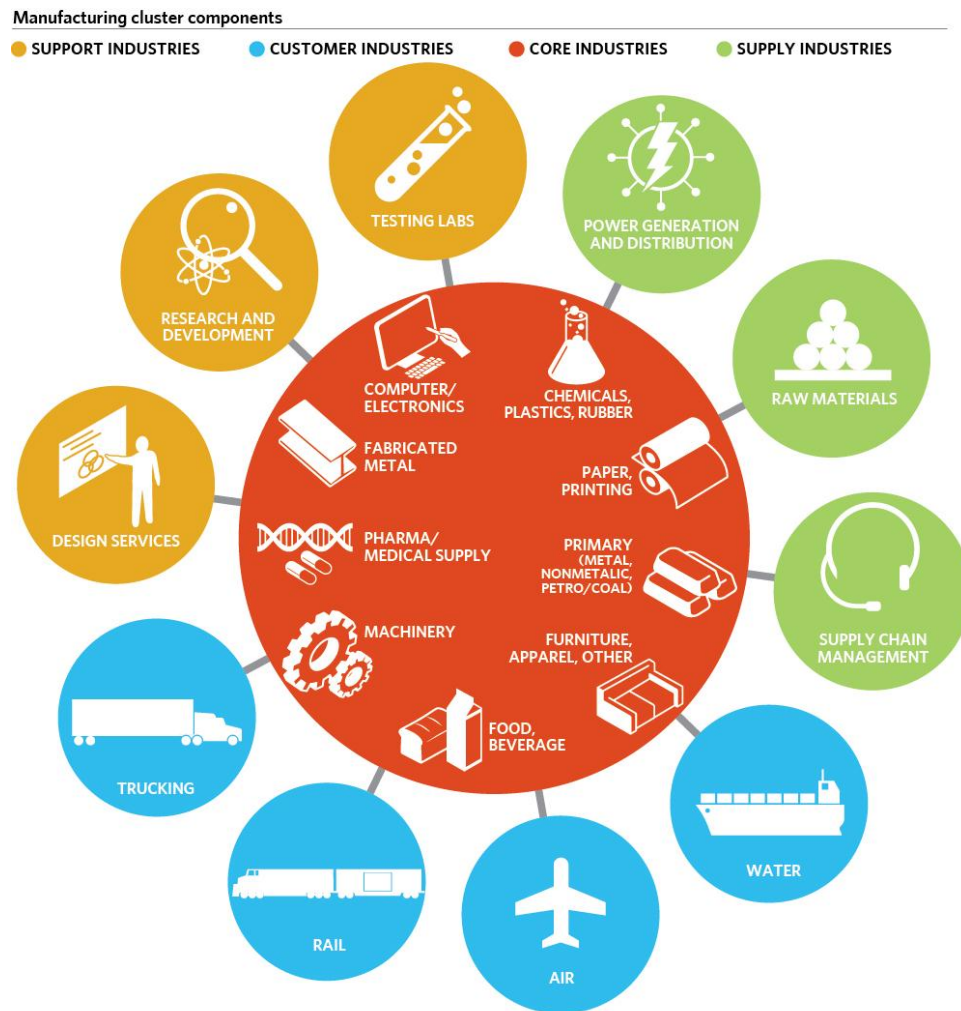 Manufacturing cluster components
SUPPORT INDUSTRIES
CUSTOMER INDUSTRIES
CORE INDUSTRIES
SUPPLY INDUSTRIES
TESTING LABS
POWER GENERATION
AND DISTRIBUTION
RESEARCH AND
DEVELOPMENT
RAW MATERIALS
DESIGN SERVICES
SUPPLY CHAIN
MANAGEMENT
COMPUTER/
ELECTRONICS
CHEMICALS,
PLASTICS, RUBBER
FABRICATED
METAL
PAPER,
PRINTING
PHARMA/
MEDICAL SUPPLY
PRIMARY
(METAL,
NONMETALIC,
PETRO/COAL)
MACHINERY
FURNITURE,
APPAREL, OTHER
FOOD,
BEVERAGE
TRUCKING
RAIL
AIR
WATER